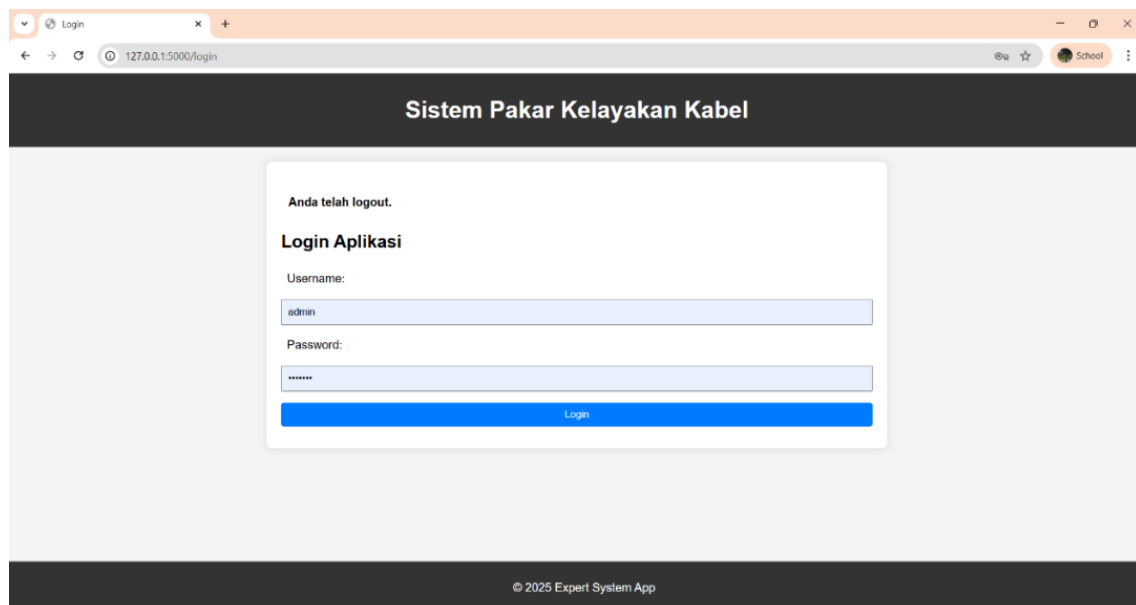 Login
127.0.0.1:5000/login
School
Sistem Pakar Kelayakan Kabel
Anda telah logout.
Login Aplikasi
Username:
admin
Password:
•••••••
Login
© 2025 Expert System App